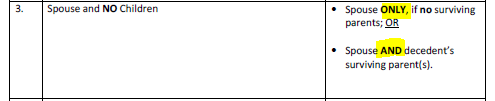 3. Spouse and NO Children
• Spouse ONLY, if no surviving
parents; OR
• Spouse AND decedent's
surviving parent(s).